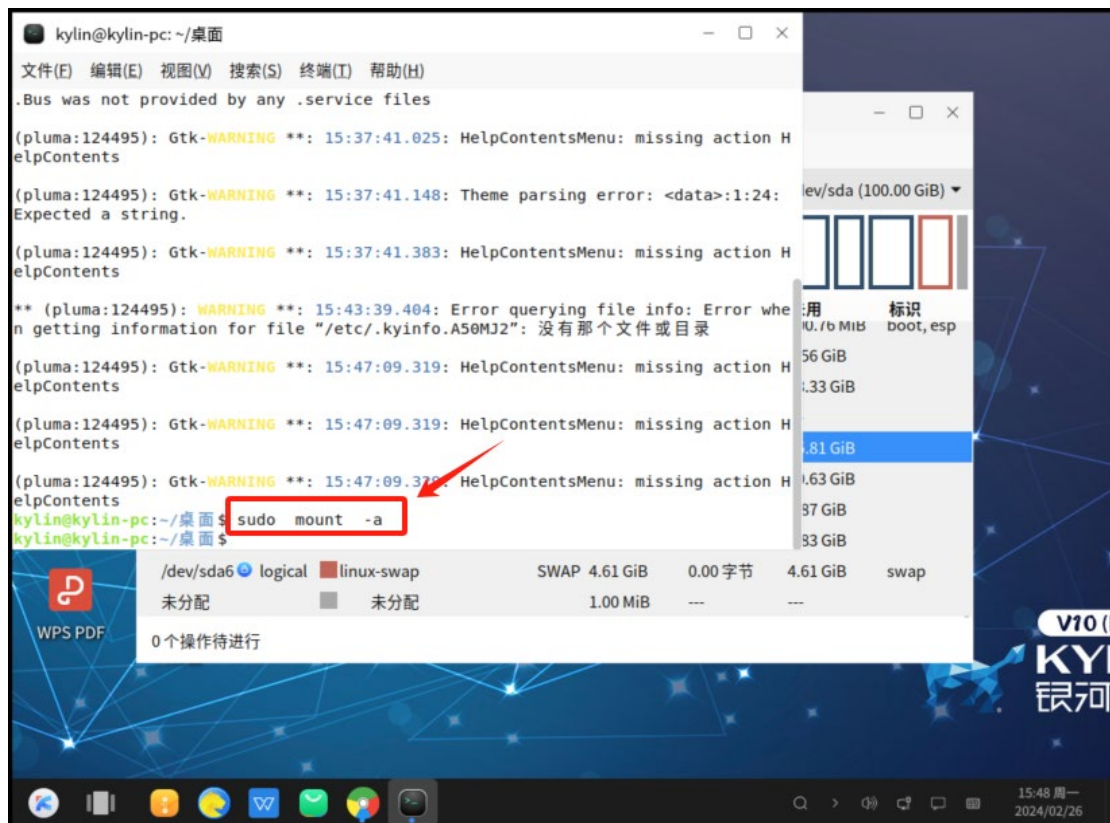 kylin@kylin-pc: ~/桌面
文件(F) 编辑(E) 视图(V) 搜索(S) 终端(T) 帮助(H)
.Bus was not provided by any .service files
(pluma:124495): Gtk-WARNING **: 15:37:41.025: HelpContentsMenu: missing action H
elpContents
(pluma:124495): Gtk-WARNING **: 15:37:41.148: Theme parsing error: <data>:1:24:
Expected a string.
(pluma:124495): Gtk-WARNING **: 15:37:41.383: HelpContentsMenu: missing action H
elpContents
** (pluma:124495): WARNING **: 15:43:39.404: Error querying file info: Error whe
n getting information for file “/etc/.kyinfo.A50MJ2”: 没有那个文件或目录
(pluma:124495): Gtk-WARNING **: 15:47:09.319: HelpContentsMenu: missing action H
elpContents
(pluma:124495): Gtk-WARNING **: 15:47:09.319: HelpContentsMenu: missing action H
elpContents
(pluma:124495): Gtk-WARNING **: 15:47:09.3 : HelpContentsMenu: missing action H
elpContents
kylin@kylin-pc:~/桌面$ sudo mount -a
kylin@kylin-pc:~/桌面$
dev/sda (100.00 GiB)
用 标识
0.76 MiB boot, esp
56 GiB
.33 GiB
.81 GiB
.63 GiB
87 GiB
83 GiB
/dev/sda6 logical linux-swap SWAP 4.61 GiB 0.00 字节 4.61 GiB swap
未分配 未分配 1.00 MiB --- ---
0 个操作待进行
WPS PDF
V10 (
KY
银河
15:48 周一
2024/02/26